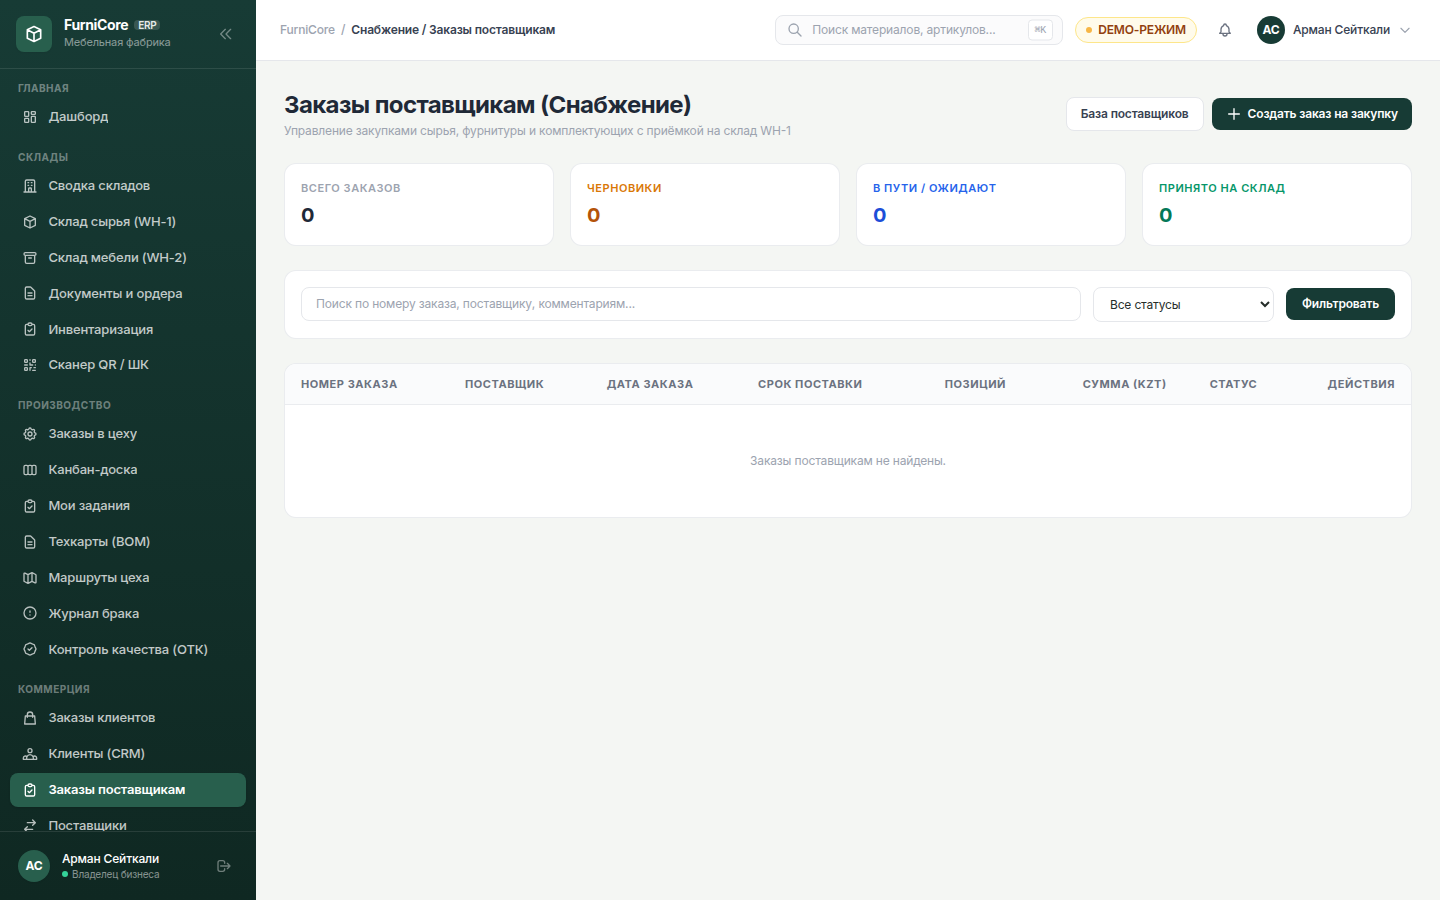 FurniCore ERP
Мебельная фабрика
ГЛАВНАЯ
Дашборд
СКЛАДЫ
Сводка складов
Склад сырья (WH-1)
Склад мебели (WH-2)
Документы и ордера
Инвентаризация
Сканер QR / ШК
ПРОИЗВОДСТВО
Заказы в цеху
Канбан-доска
Мои задания
Техкарты (BOM)
Маршруты цеха
Журнал брака
Контроль качества (ОТК)
КОММЕРЦИЯ
Заказы клиентов
Клиенты (CRM)
Заказы поставщикам
Поставщики
АС Арман Сейткали
Владелец бизнеса
FurniCore / Снабжение / Заказы поставщикам
Поиск материалов, артикулов... ⌘K
DEMO-РЕЖИМ
АС Арман Сейткали
Заказы поставщикам (Снабжение)
Управление закупками сырья, фурнитуры и комплектующих с приёмкой на склад WH-1
База поставщиков
Создать заказ на закупку
ВСЕГО ЗАКАЗОВ
0
ЧЕРНОВИКИ
0
В ПУТИ / ОЖИДАЮТ
0
ПРИНЯТО НА СКЛАД
0
Поиск по номеру заказа, поставщику, комментариям...
Все статусы
Фильтровать
НОМЕР ЗАКАЗА ПОСТАВЩИК ДАТА ЗАКАЗА СРОК ПОСТАВКИ ПОЗИЦИЙ СУММА (KZT) СТАТУС ДЕЙСТВИЯ
Заказы поставщикам не найдены.